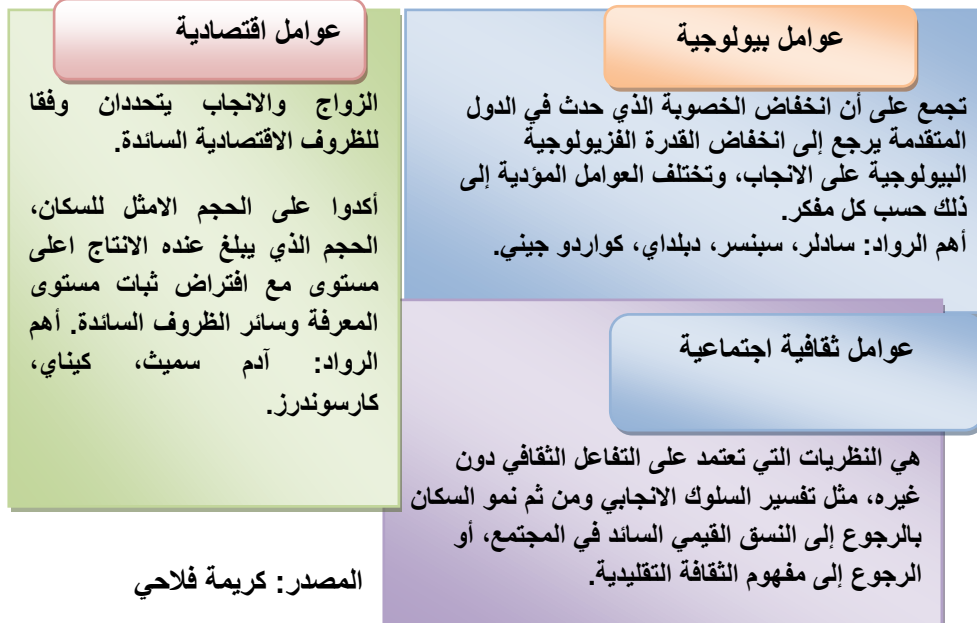 عوامل بيولوجية
تجمع على أن انخفاض الخصوبة الذي حدث في الدول
المتقدمة يرجع إلى انخفاض القدرة الفزيولوجية
البيولوجية على الانجاب، وتختلف العوامل المؤدية إلى
ذلك حسب كل مفكر.
أهم الرواد: سادلر، سبنسر، دبلداي، كواردو جيني.
عوامل اقتصادية
الزواج والانجاب يتحددان وفقا
للظروف الاقتصادية السائدة.
أكدوا على الحجم الامثل للسكان،
الحجم الذي يبلغ عنده الانتاج اعلى
مستوى مع افتراض ثبات مستوى
المعرفة وسائر الظروف السائدة. أهم
الرواد: آدم سميث، كيناي،
كارسوندرز.
عوامل ثقافية اجتماعية
هي النظريات التي تعتمد على التفاعل الثقافي دون
غيره، مثل تفسير السلوك الانجابي ومن ثم نمو السكان
بالرجوع إلى النسق القيمي السائد في المجتمع، أو
الرجوع إلى مفهوم الثقافة التقليدية.
المصدر: كريمة فلاحي